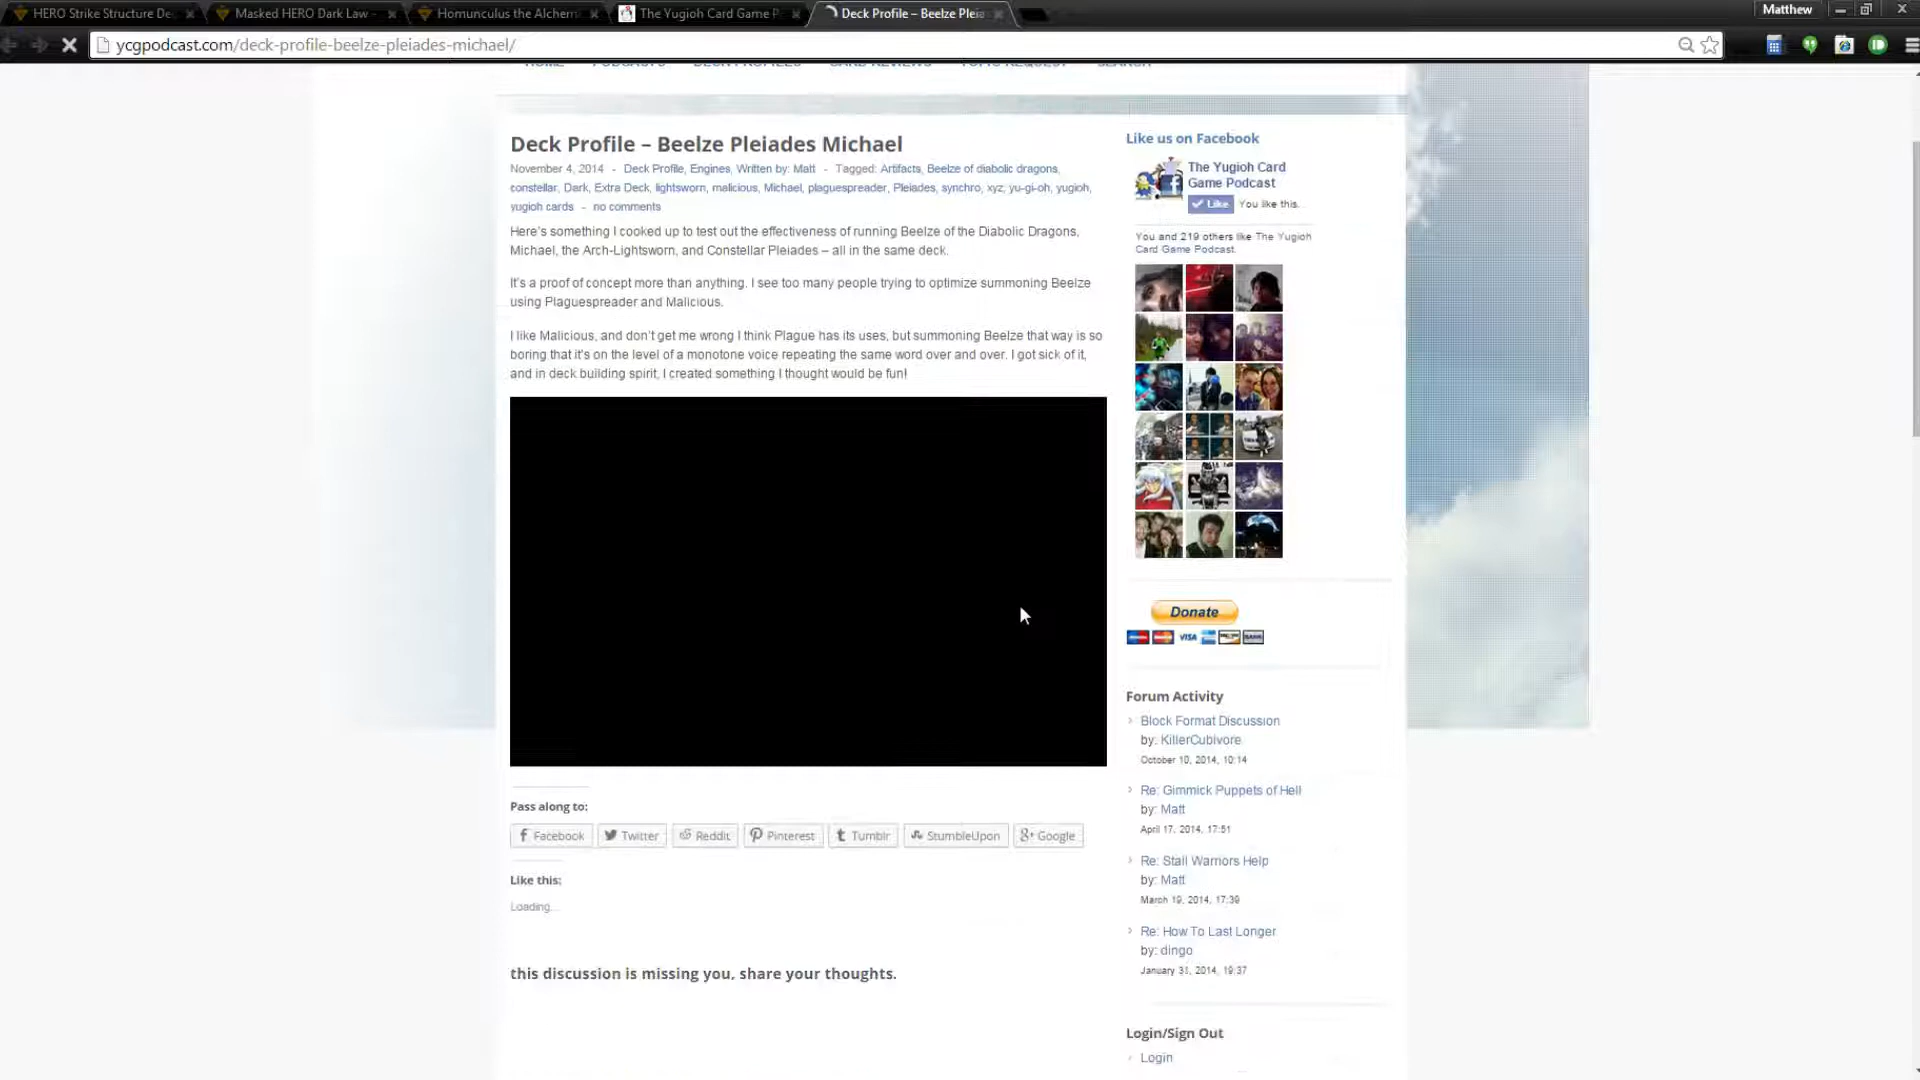 HERO Strike Structure De
Masked HERO Dark Law -
Homunculus the Alchem
The Yugioh Card Game P
Deck Profile – Beelze Pleia
Matthew
ycgpodcast.com/deck-profile-beelze-pleiades-michael/
HOME PODCASTS DECK PROFILES CARD REVIEWS TOPIC REQUEST SEARCH
Deck Profile – Beelze Pleiades Michael
November 4, 2014 - Deck Profile, Engines, Written by: Matt - Tagged: Artifacts, Beelze of diabolic dragons,
constellar, Dark, Extra Deck, lightsworn, malicious, Michael, plaguespreader, Pleiades, synchro, xyz, yu-gi-oh, yugioh,
yugioh cards - no comments
Here's something I cooked up to test out the effectiveness of running Beelze of the Diabolic Dragons,
Michael, the Arch-Lightsworn, and Constellar Pleiades – all in the same deck.
It's a proof of concept more than anything. I see too many people trying to optimize summoning Beelze
using Plaguespreader and Malicious.
I like Malicious, and don't get me wrong I think Plague has its uses, but summoning Beelze that way is so
boring that it's on the level of a monotone voice repeating the same word over and over. I got sick of it,
and in deck building spirit, I created something I thought would be fun!
Pass along to:
Facebook Twitter Reddit Pinterest Tumblr StumbleUpon Google
Like this:
Loading...
this discussion is missing you, share your thoughts.
Like us on Facebook
The Yugioh Card
Game Podcast
Like You like this.
You and 219 others like The Yugioh
Card Game Podcast.
Donate
VISA
BANK
Forum Activity
Block Format Discussion
by: KillerCubivore
October 10, 2014, 10:14
Re: Gimmick Puppets of Hell
by: Matt
April 17, 2014, 17:51
Re: Stall Warriors Help
by: Matt
March 19, 2014, 17:39
Re: How To Last Longer
by: dingo
January 31, 2014, 19:37
Login/Sign Out
Login